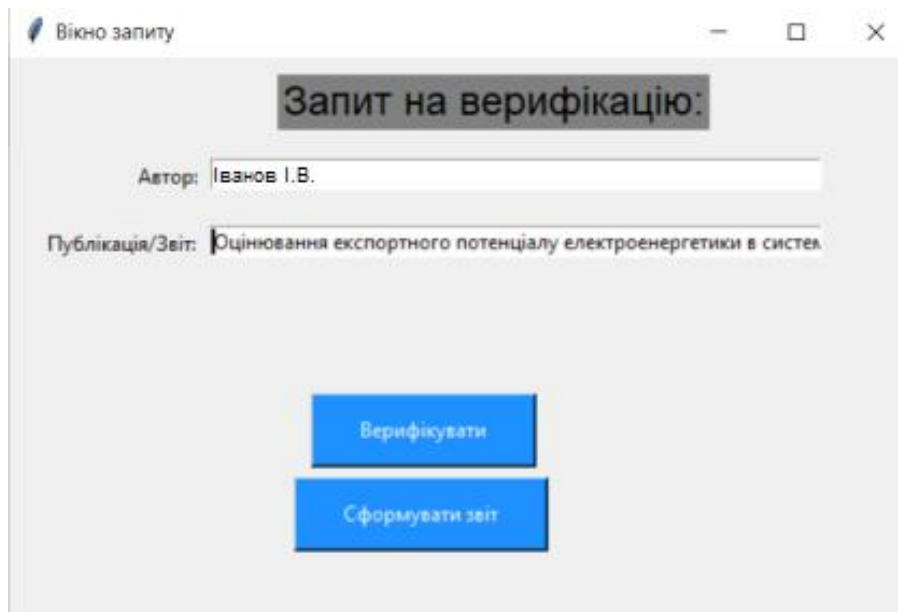 Вікно запиту
Запит на верифікацію:
Автор: Іванов І.В.
Публікація/Звіт: Оцінювання експортного потенціалу електроенергетики в систем
Верифікувати
Сформувати звіт